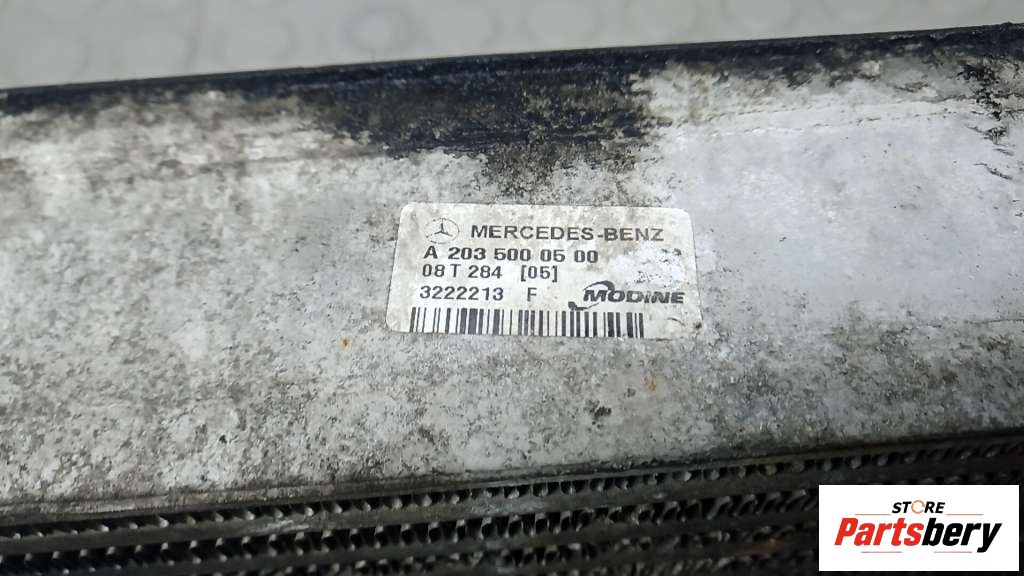 MERCEDES-BENZ
A 203 500 05 00
08 T 284 [05]
3222213 F MODINE
STORE
Partsbery